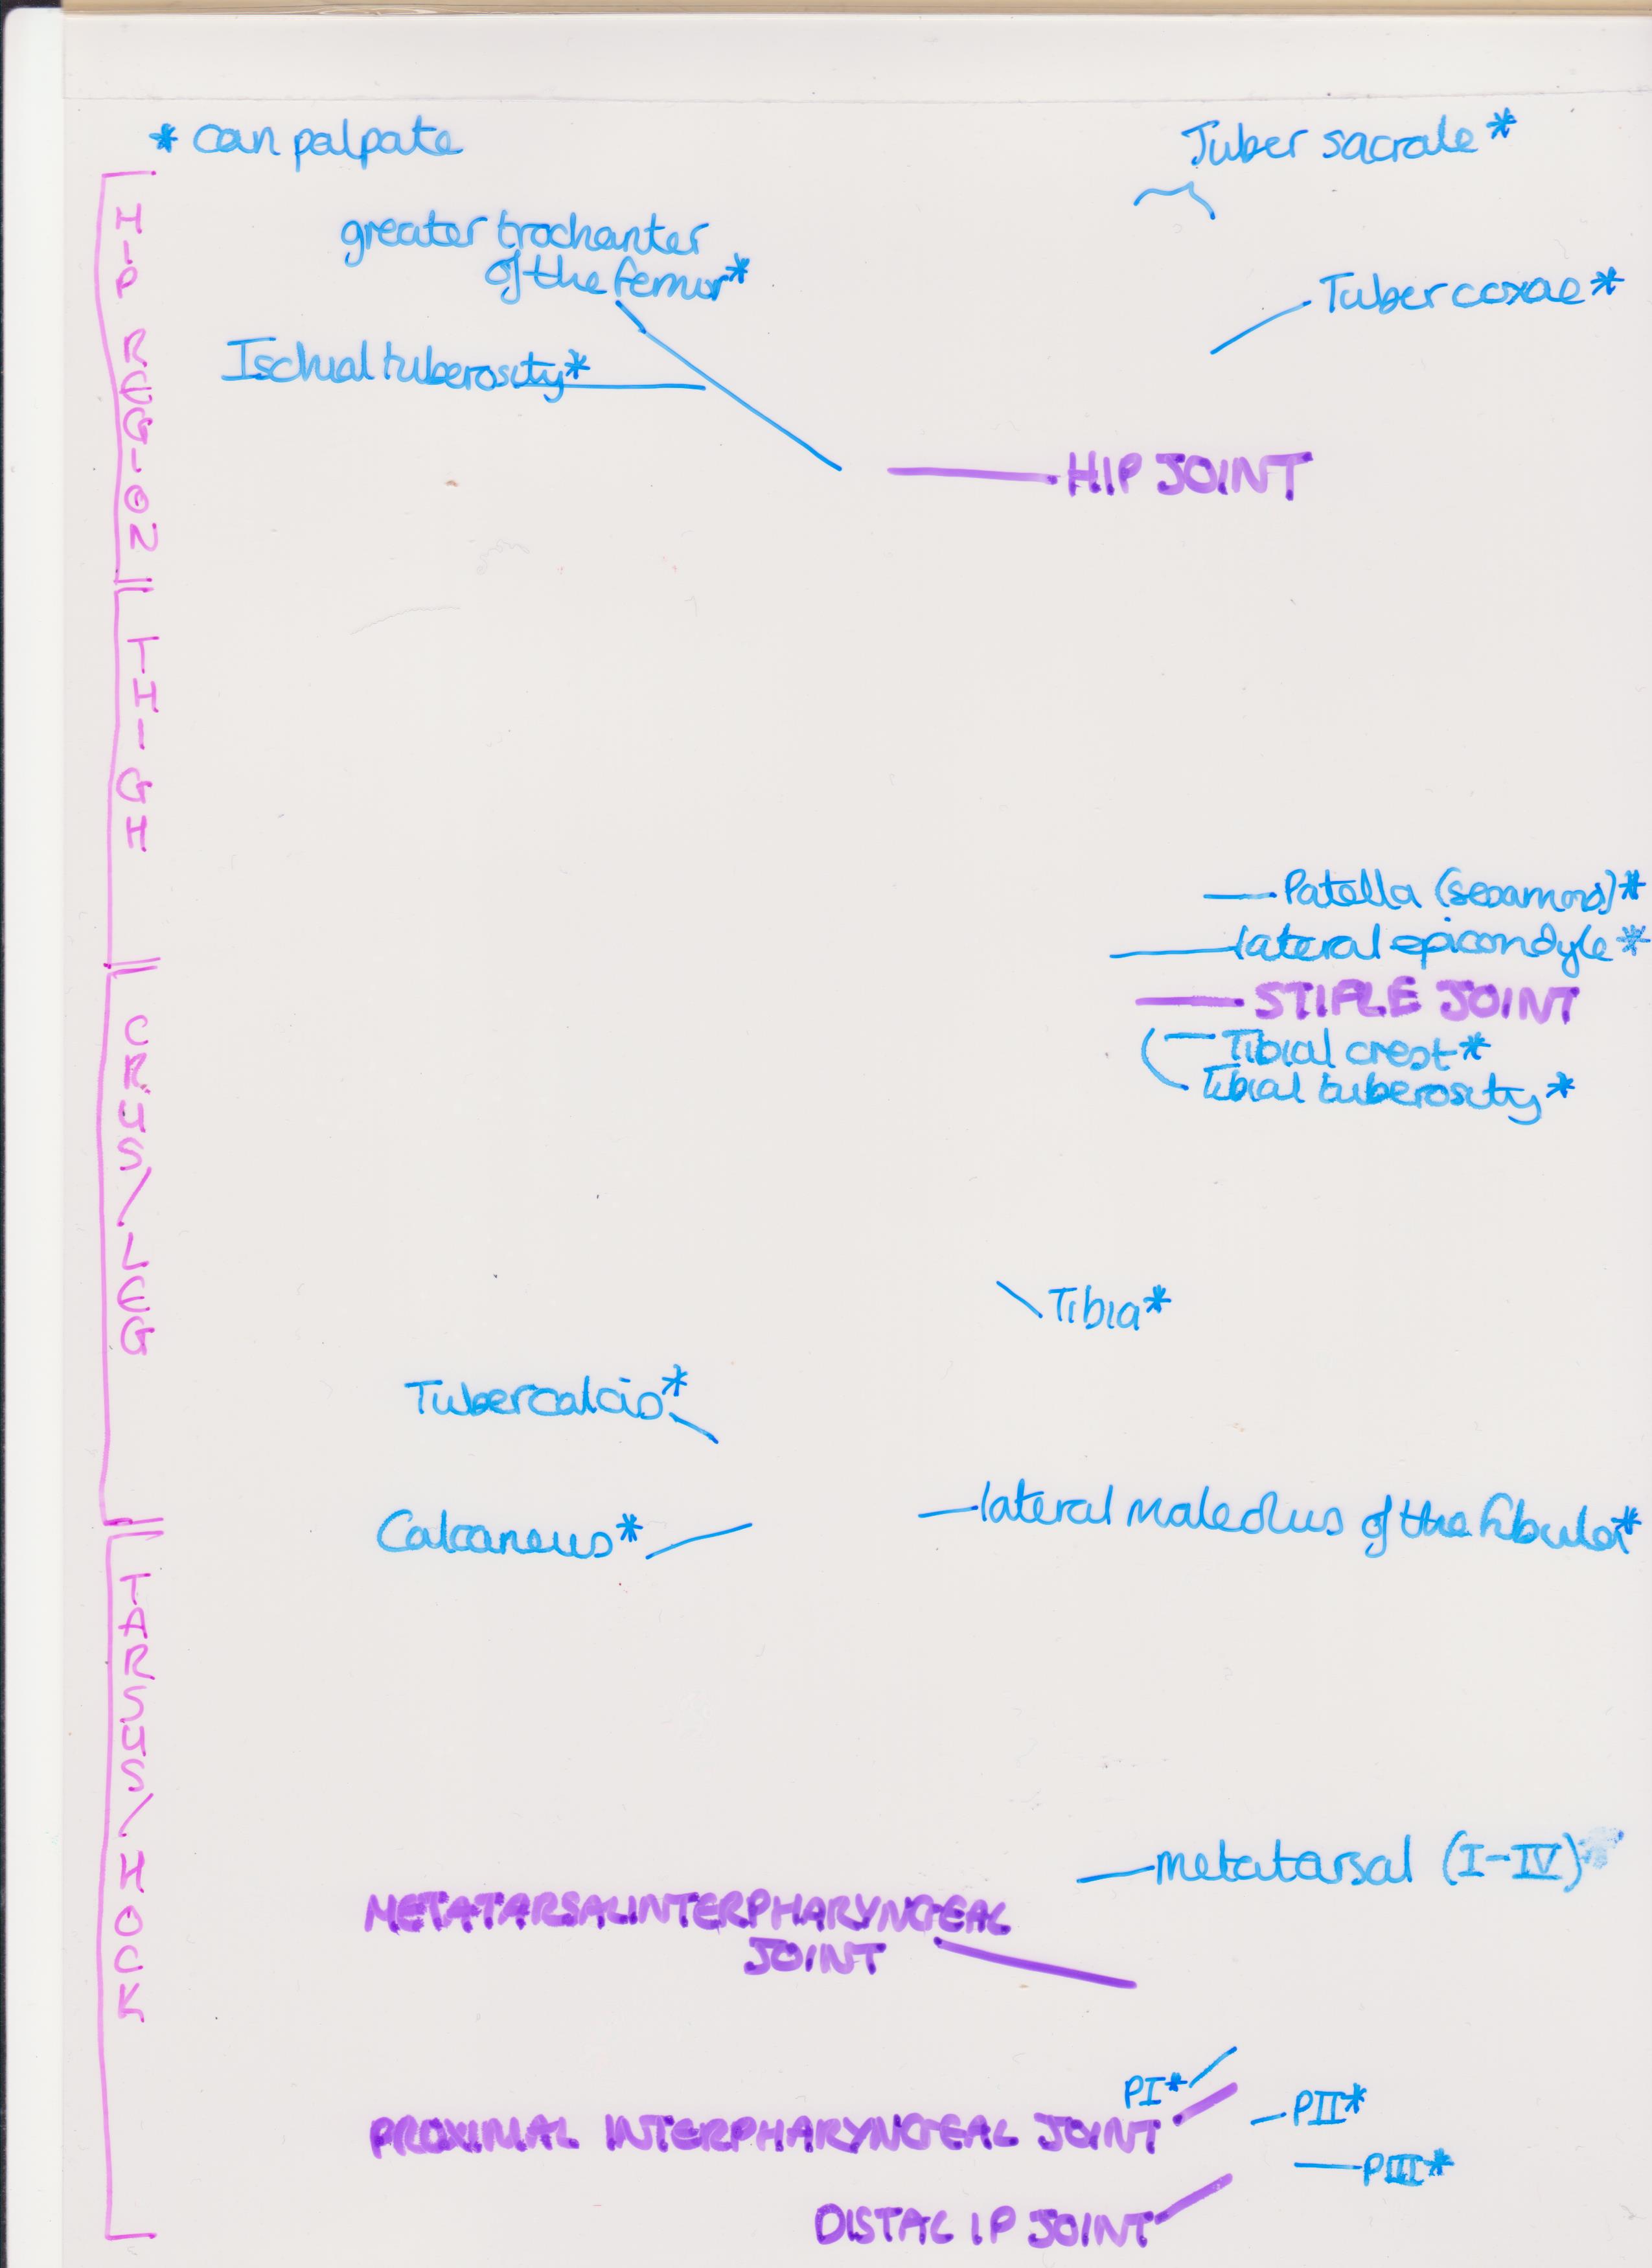 * can palpate
Tuber sacrale *
HIP REGION
greater trochanter
of the femur *
Tuber coxae *
Ischial tuberosity *
HIP JOINT
THIGH
Patella (sesamoid) *
lateral epicondyle *
STIFLE JOINT
Tibial crest *
Tibial tuberosity *
CRUS/LEG
Tibia *
Tuber calcis *
lateral maleolus of the fibula *
Calcaneus *
TARSUS/HOCK
metatarsal (I-IV)
METATARSALINTERPHARYNGEAL
JOINT
PI *
PII *
PROXIMAL INTERPHARYNGEAL JOINT
PIII *
DISTAL IP JOINT